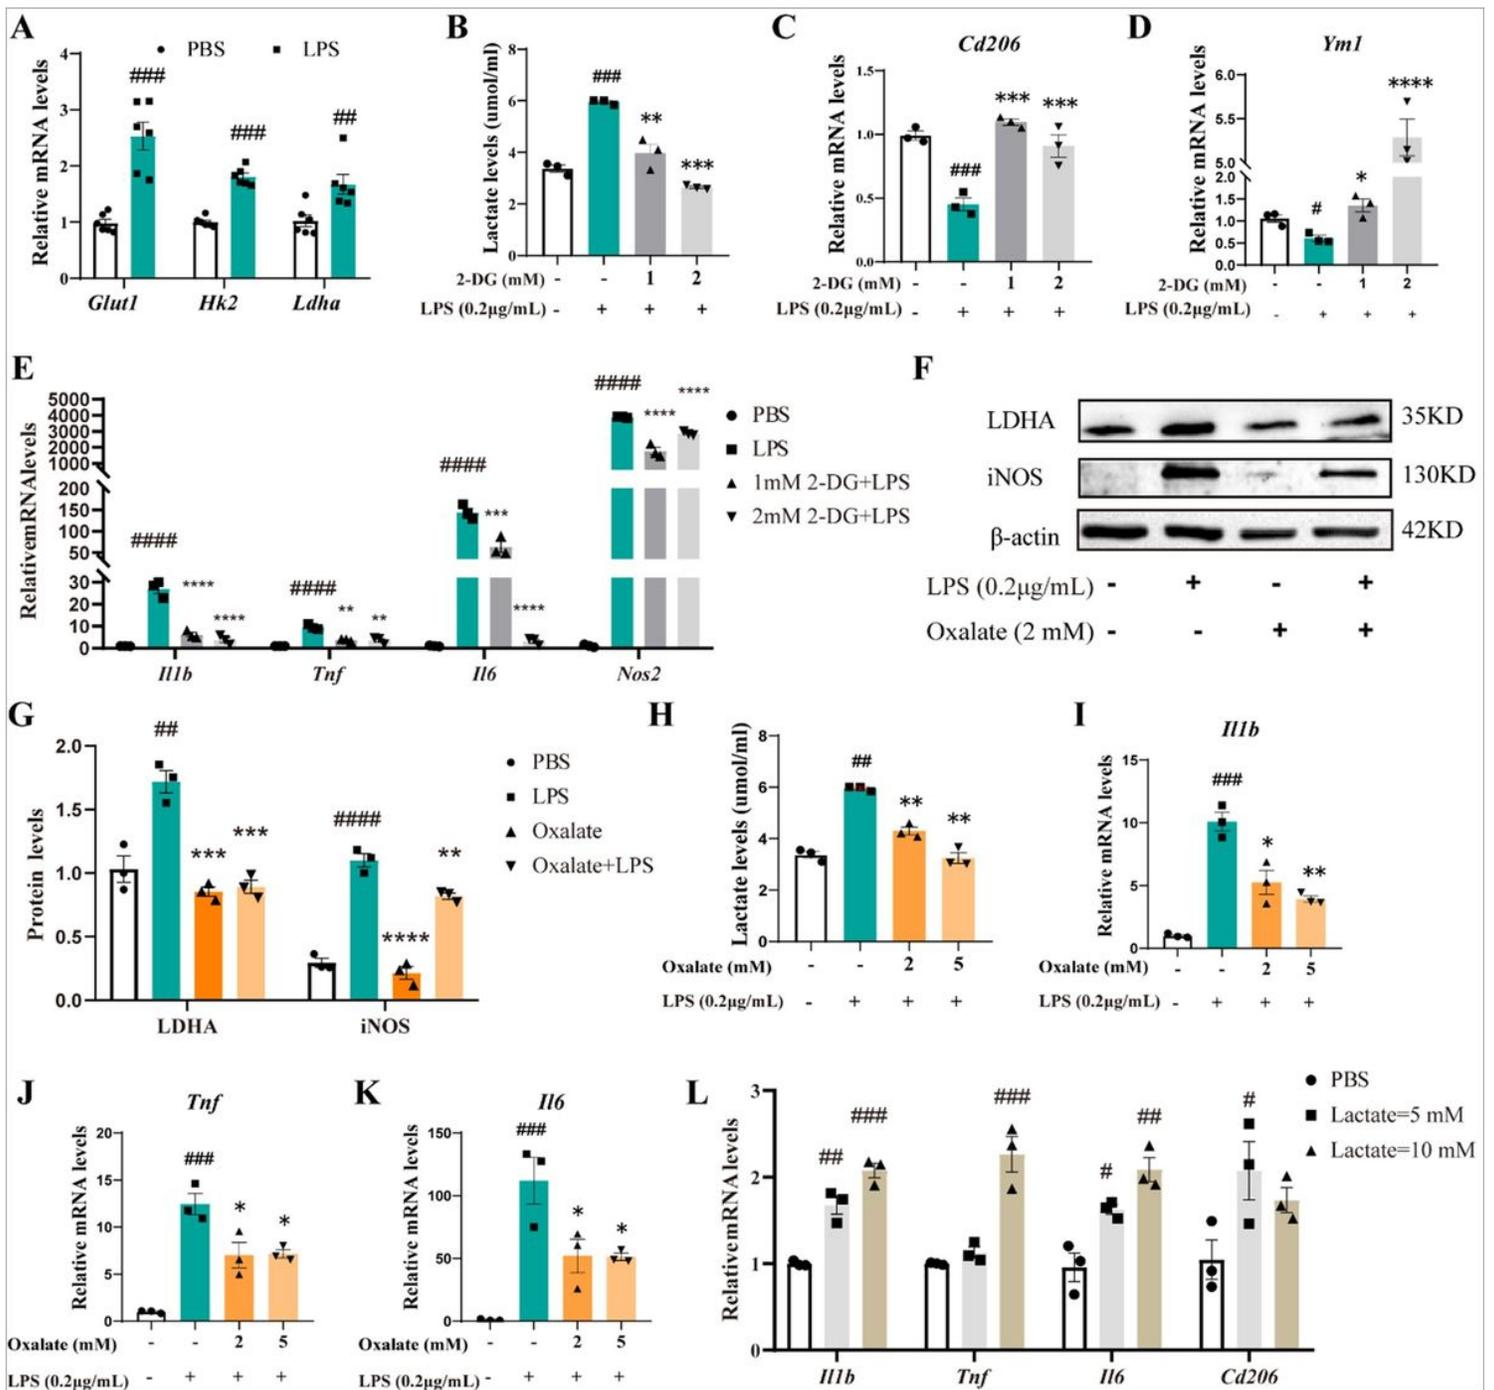 A
PBS LPS
Relative mRNA levels
4
3
2
1
0
### ### ##
Glut1 Hk2 Ldha
B
Lactate levels (umol/ml)
8
6
4
2
0
### ** ***
2-DG (mM) - - 1 2
LPS (0.2μg/mL) - + + +
C
Cd206
Relative mRNA levels
1.5
1.0
0.5
0.0
### *** ***
2-DG (mM) - - 1 2
LPS (0.2μg/mL) - + + +
D
Ym1
Relative mRNA levels
6.0
5.5
5.0
2.0
1.5
1.0
0.5
0.0
# * ****
2-DG (mM) - - 1 2
LPS (0.2μg/mL) - + + +
E
RelativemRNAlevels
5000
4000
3000
2000
1000
200
150
100
50
30
20
10
0
#### **** ****
#### ** **
#### *** ****
#### **** ****
Il1b Tnf Il6 Nos2
PBS
LPS
1mM 2-DG+LPS
2mM 2-DG+LPS
F
LDHA 35KD
iNOS 130KD
β-actin 42KD
LPS (0.2μg/mL) - + - +
Oxalate (2 mM) - - + +
G
Protein levels
2.0
1.5
1.0
0.5
0.0
## *** ***
#### **** **
LDHA iNOS
PBS
LPS
Oxalate
Oxalate+LPS
H
Lactate levels (umol/ml)
8
6
4
2
0
## ** **
Oxalate (mM) - - 2 5
LPS (0.2μg/mL) - + + +
I
Il1b
Relative mRNA levels
15
10
5
0
### * **
Oxalate (mM) - - 2 5
LPS (0.2μg/mL) - + + +
J
Tnf
Relative mRNA levels
20
15
10
5
0
### * *
Oxalate (mM) - - 2 5
LPS (0.2μg/mL) - + + +
K
Il6
Relative mRNA levels
150
100
50
0
### * *
Oxalate (mM) - - 2 5
LPS (0.2μg/mL) - + + +
L
RelativemRNAlevels
3
2
1
0
## ### ### # ## #
Il1b Tnf Il6 Cd206
PBS
Lactate=5 mM
Lactate=10 mM